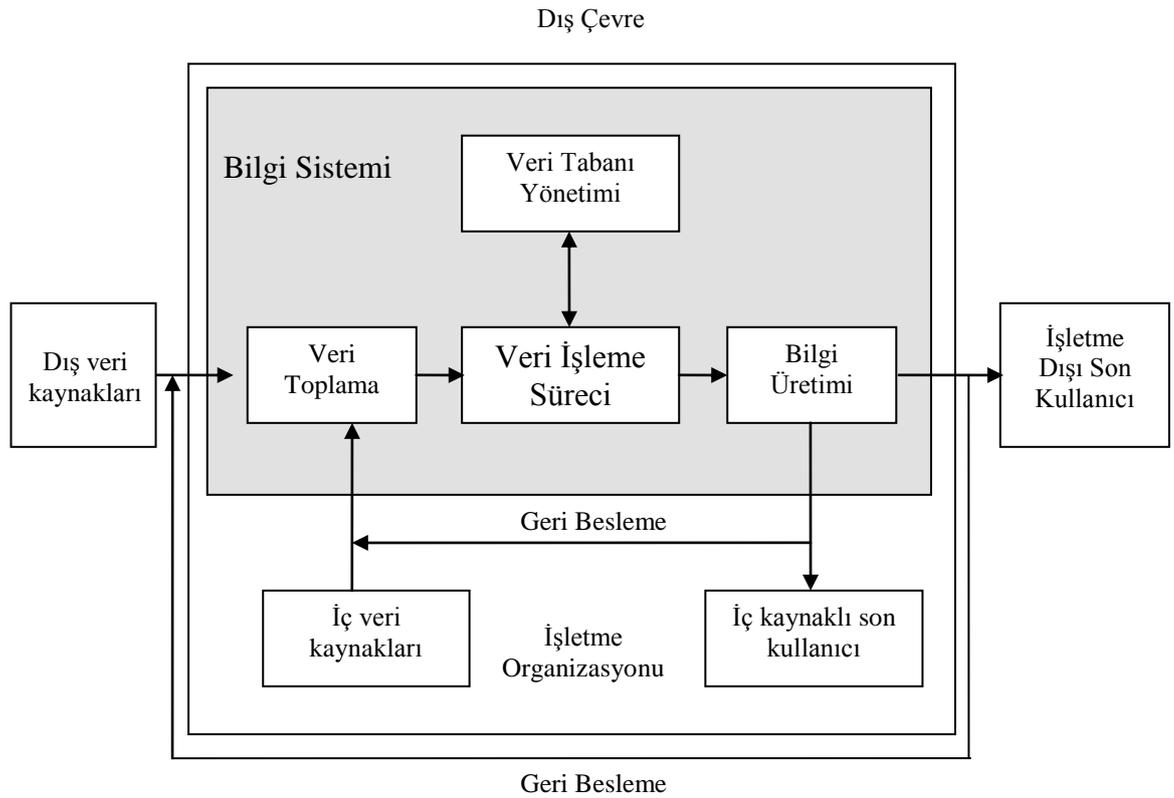 Dış Çevre
Bilgi Sistemi
Veri Tabanı
Yönetimi
Dış veri
kaynakları
Veri
Toplama
Veri İşleme
Süreci
Bilgi
Üretimi
İşletme
Dışı Son
Kullanıcı
Geri Besleme
İç veri
kaynakları
İşletme
Organizasyonu
İç kaynaklı son
kullanıcı
Geri Besleme